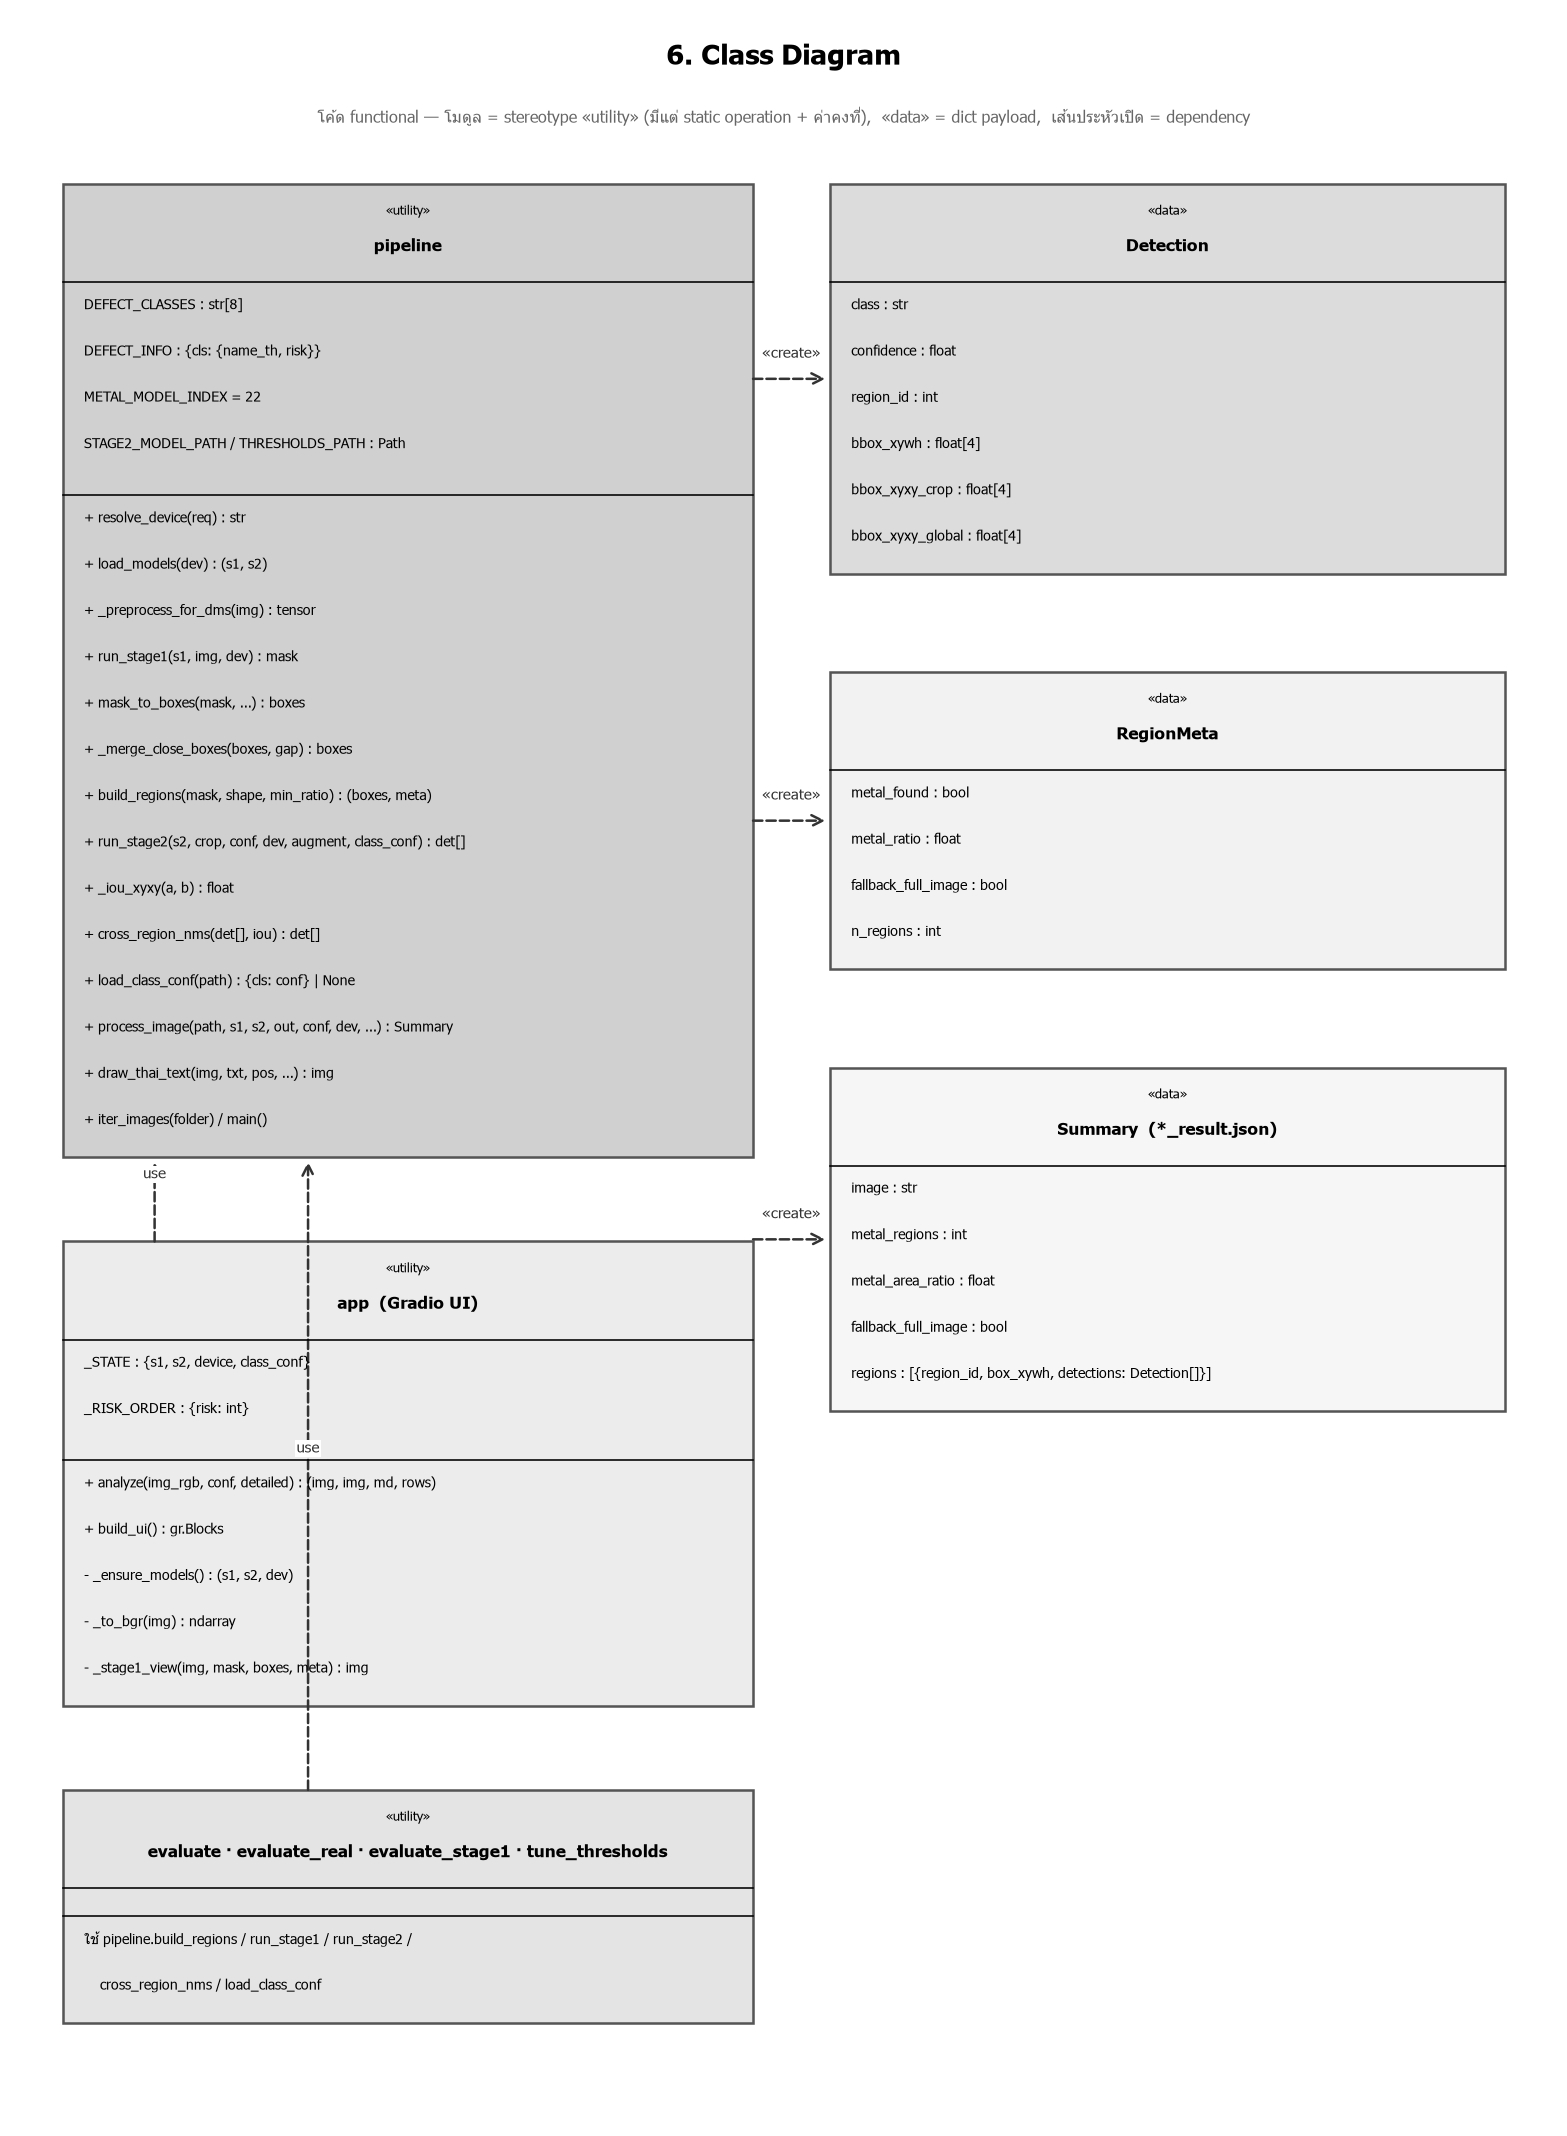 6. Class Diagram
โค้ด functional — โมดูล = stereotype «utility» (มีแต่ static operation + ค่าคงที่),  «data» = dict payload,  เส้นประหัวเปิด = dependency
«utility»
pipeline
DEFECT_CLASSES : str[8]
DEFECT_INFO : {cls: {name_th, risk}}
METAL_MODEL_INDEX = 22
STAGE2_MODEL_PATH / THRESHOLDS_PATH : Path
+ resolve_device(req) : str
+ load_models(dev) : (s1, s2)
+ _preprocess_for_dms(img) : tensor
+ run_stage1(s1, img, dev) : mask
+ mask_to_boxes(mask, ...) : boxes
+ _merge_close_boxes(boxes, gap) : boxes
+ build_regions(mask, shape, min_ratio) : (boxes, meta)
+ run_stage2(s2, crop, conf, dev, augment, class_conf) : det[]
+ _iou_xyxy(a, b) : float
+ cross_region_nms(det[], iou) : det[]
+ load_class_conf(path) : {cls: conf} | None
+ process_image(path, s1, s2, out, conf, dev, ...) : Summary
+ draw_thai_text(img, txt, pos, ...) : img
+ iter_images(folder) / main()
«create»
«data»
Detection
class : str
confidence : float
region_id : int
bbox_xywh : float[4]
bbox_xyxy_crop : float[4]
bbox_xyxy_global : float[4]
«create»
«data»
RegionMeta
metal_found : bool
metal_ratio : float
fallback_full_image : bool
n_regions : int
«create»
«data»
Summary  (*_result.json)
image : str
metal_regions : int
metal_area_ratio : float
fallback_full_image : bool
regions : [{region_id, box_xywh, detections: Detection[]}]
use
«utility»
app  (Gradio UI)
_STATE : {s1, s2, device, class_conf}
_RISK_ORDER : {risk: int}
use
+ analyze(img_rgb, conf, detailed) : (img, img, md, rows)
+ build_ui() : gr.Blocks
- _ensure_models() : (s1, s2, dev)
- _to_bgr(img) : ndarray
- _stage1_view(img, mask, boxes, meta) : img
«utility»
evaluate · evaluate_real · evaluate_stage1 · tune_thresholds
ใช้ pipeline.build_regions / run_stage1 / run_stage2 /
cross_region_nms / load_class_conf